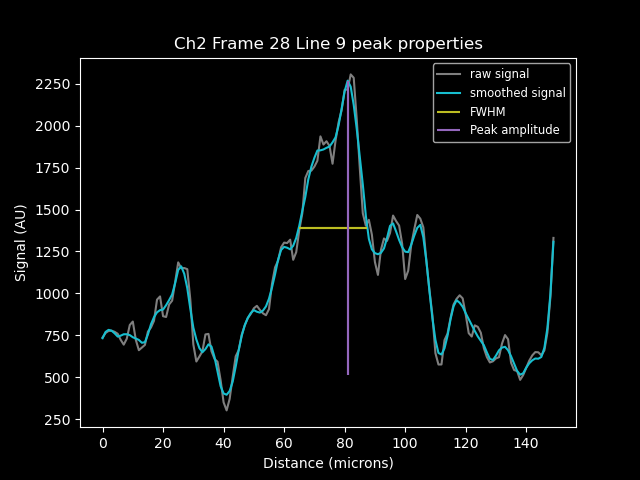 Ch2 Frame 28 Line 9 peak properties
raw signal
smoothed signal
FWHM
Peak amplitude
Signal (AU)
2250
2000
1750
1500
1250
1000
750
500
250
0 20 40 60 80 100 120 140
Distance (microns)